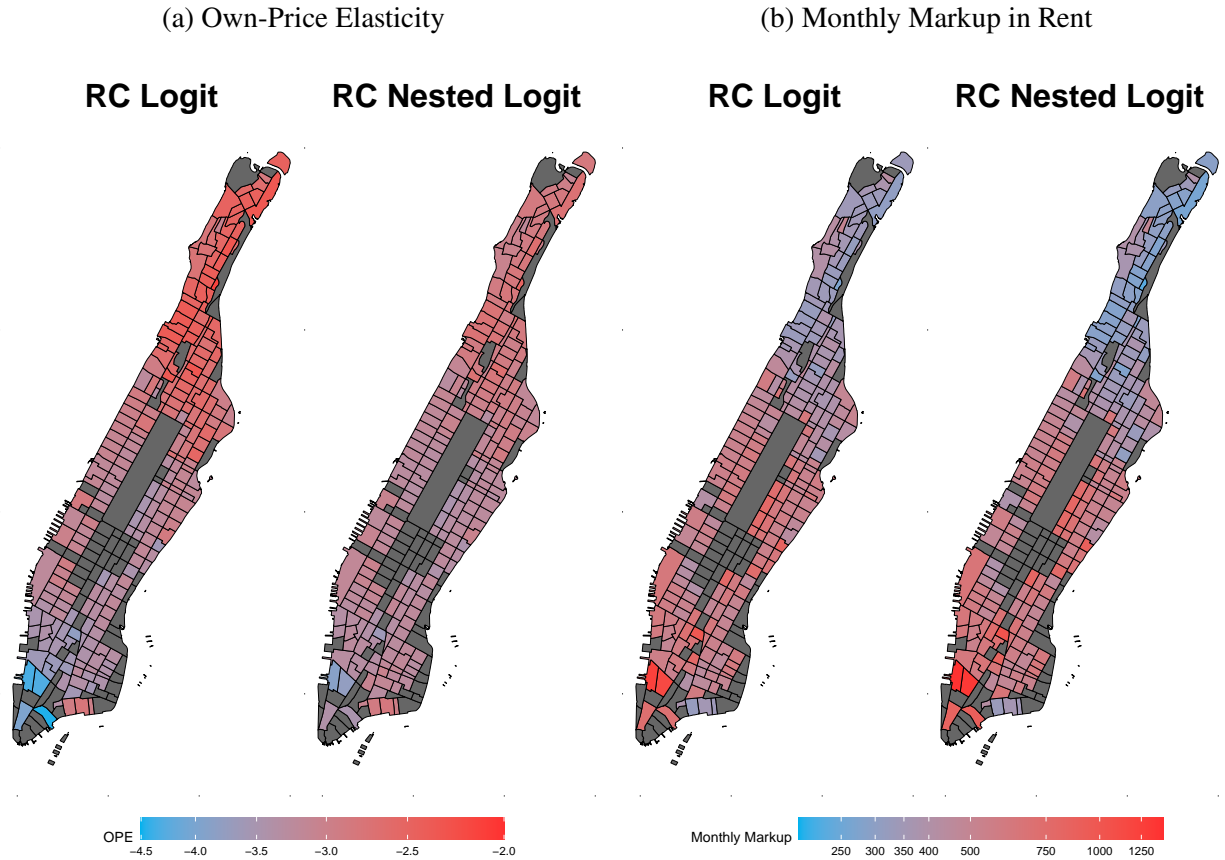 (a) Own-Price Elasticity
(b) Monthly Markup in Rent
RC Logit
RC Nested Logit
RC Logit
RC Nested Logit
OPE
−4.5 −4.0 −3.5 −3.0 −2.5 −2.0
Monthly Markup
250 300 350 400 500 750 1000 1250